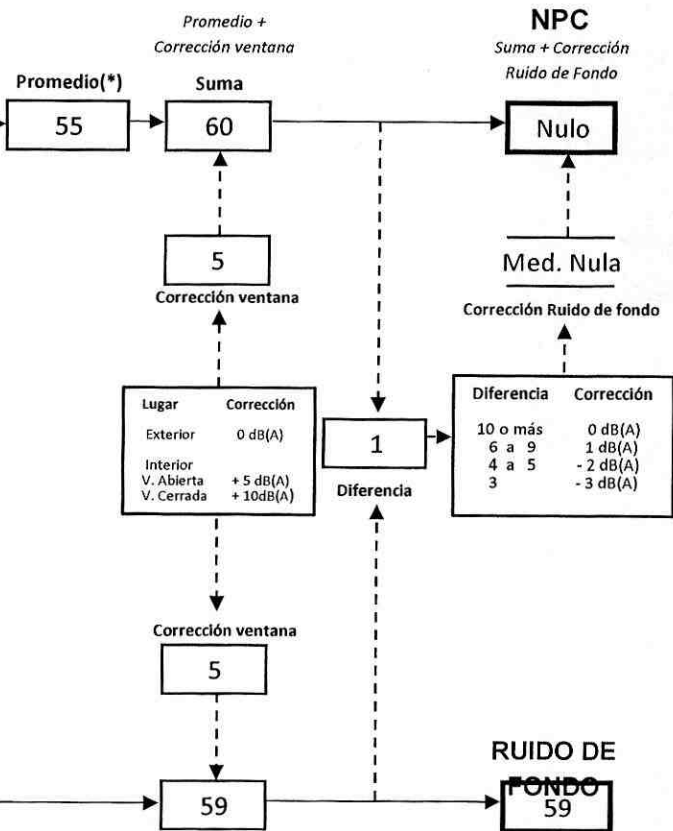 Promedio +
Corrección ventana
NPC
Suma + Corrección
Ruido de Fondo
Promedio(*)
Suma
55
60
Nulo
5
Corrección ventana
Med. Nula
Corrección Ruido de fondo
Lugar Corrección
Exterior 0 dB(A)
Interior
V. Abierta + 5 dB(A)
V. Cerrada + 10dB(A)
1
Diferencia
Diferencia Corrección
10 o más 0 dB(A)
6 a 9 1 dB(A)
4 a 5 - 2 dB(A)
3 - 3 dB(A)
Corrección ventana
5
59
RUIDO DE
FONDO
59